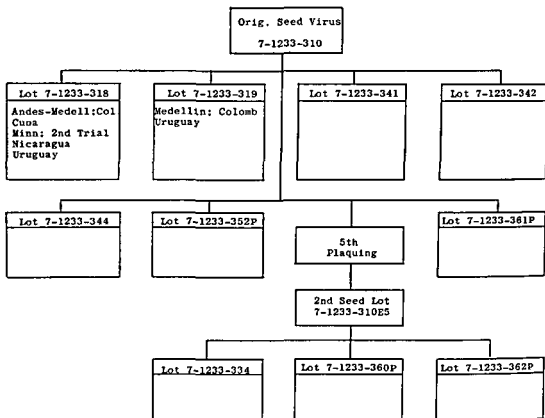 Orig. Seed Virus
7-1233-310
Lot 7-1233-318
Andes-Medell:Col
Cuba
Minn; 2nd Trial
Nicaragua
Uruguay
Lot 7-1233-319
Medellin; Colomb
Uruguay
Lot 7-1233-341
Lot 7-1233-342
Lot 7-1233-344
Lot 7-1233-352P
5th
Plaquing
Lot 7-1233-361P
2nd Seed Lot
7-1233-310E5
Lot 7-1233-334
Lot 7-1233-360P
Lot 7-1233-362P